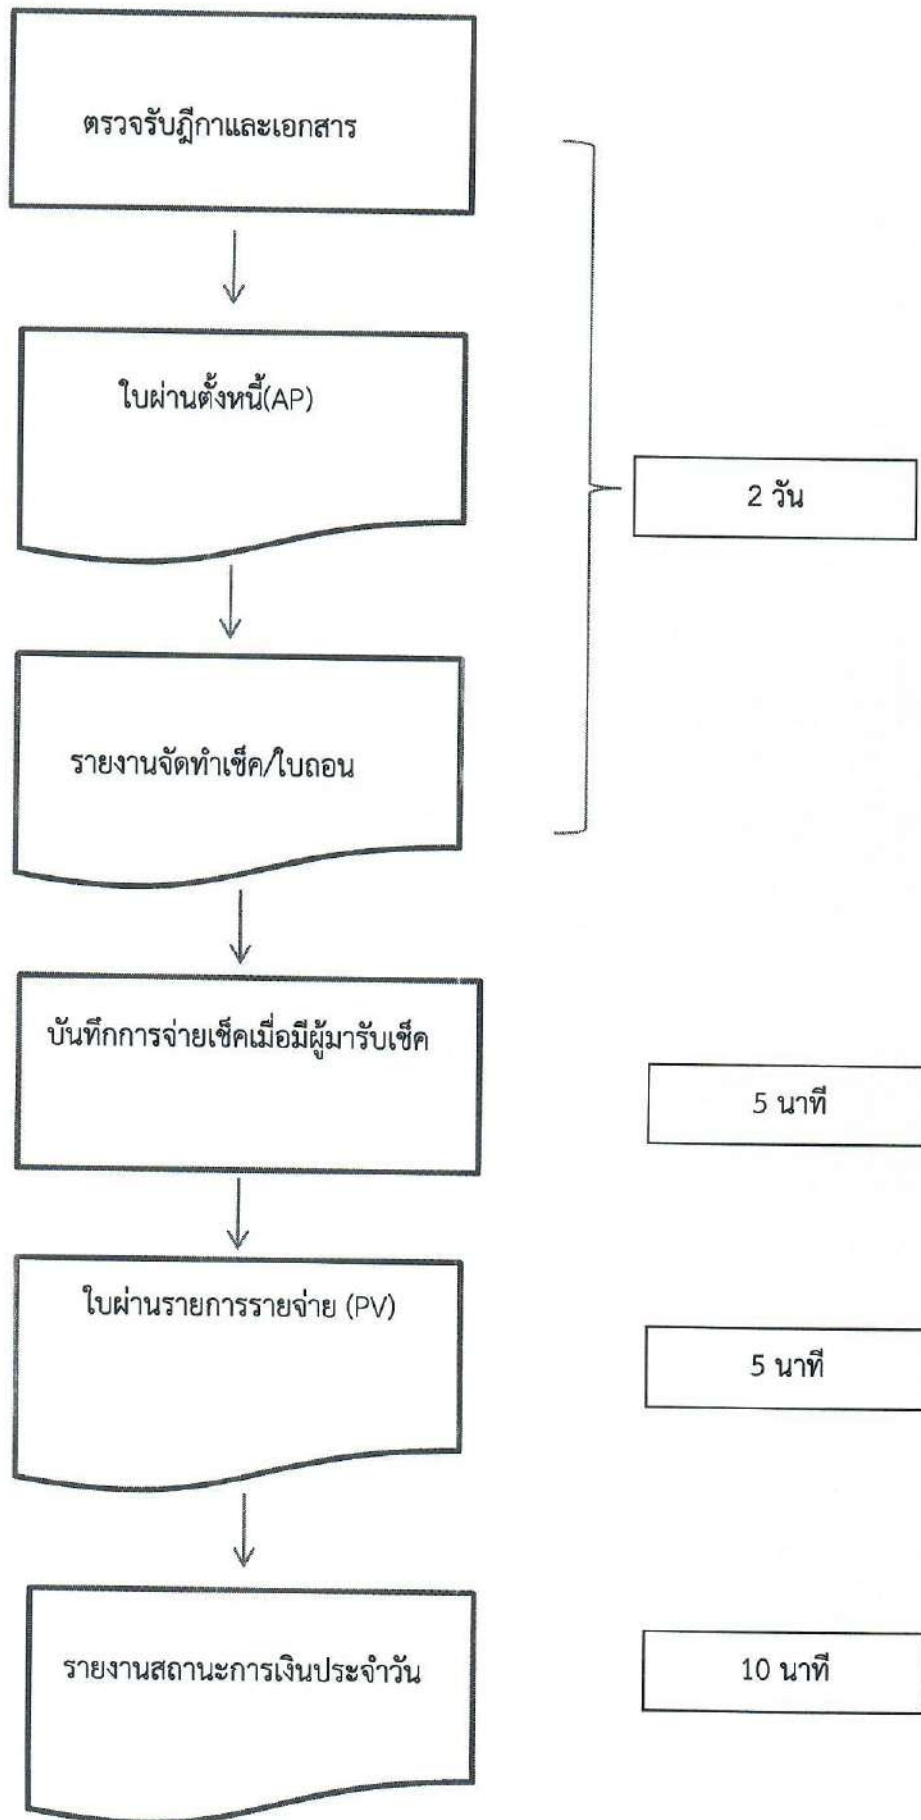 ตรวจรับฎีกาและเอกสาร
ใบผ่านตั้งหนี้(AP)
2 วัน
รายงานจัดทำเช็ค/ใบถอน
บันทึกการจ่ายเช็คเมื่อมีผู้มารับเช็ค
5 นาที
ใบผ่านรายการรายจ่าย (PV)
5 นาที
รายงานสถานะการเงินประจำวัน
10 นาที